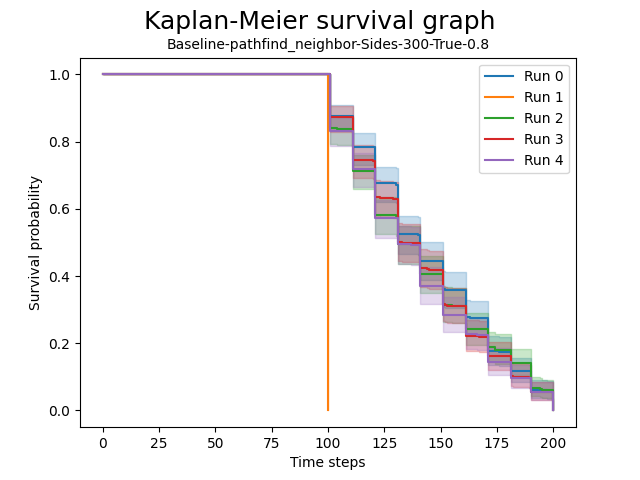 Kaplan-Meier survival graph
Baseline-pathfind_neighbor-Sides-300-True-0.8
Survival probability
1.0
0.8
0.6
0.4
0.2
0.0
Run 0
Run 1
Run 2
Run 3
Run 4
0 25 50 75 100 125 150 175 200
Time steps